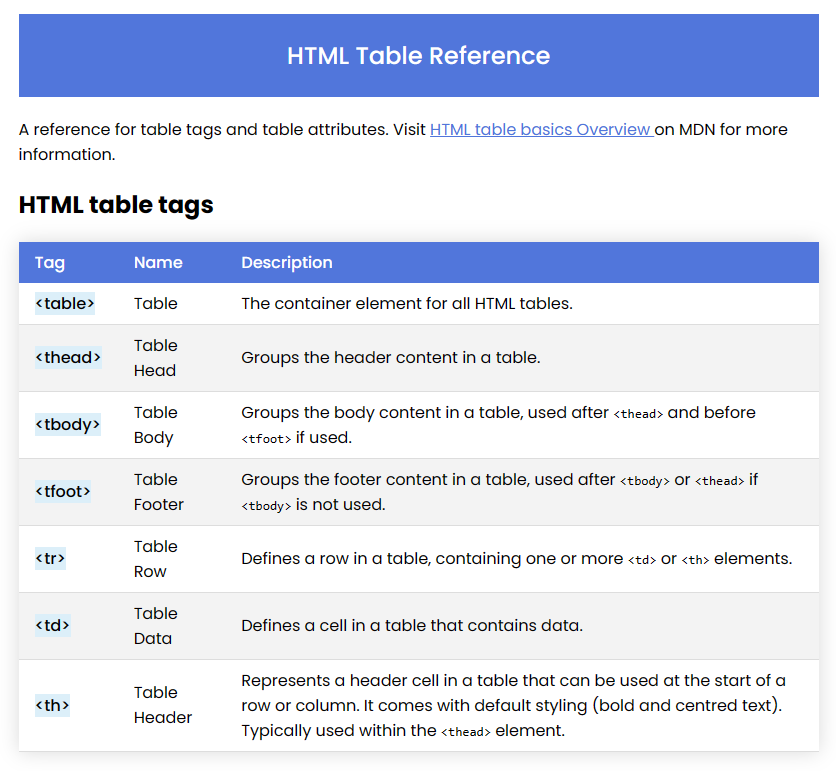 HTML Table Reference
A reference for table tags and table attributes. Visit HTML table basics Overview on MDN for more
information.
HTML table tags
Tag Name Description
<table> Table The container element for all HTML tables.
<thead> Table Head Groups the header content in a table.
<tbody> Table Body Groups the body content in a table, used after <thead> and before
<tfoot> if used.
<tfoot> Table Footer Groups the footer content in a table, used after <tbody> or <thead> if
<tbody> is not used.
<tr> Table Row Defines a row in a table, containing one or more <td> or <th> elements.
<td> Table Data Defines a cell in a table that contains data.
<th> Table Header Represents a header cell in a table that can be used at the start of a
row or column. It comes with default styling (bold and centred text).
Typically used within the <thead> element.